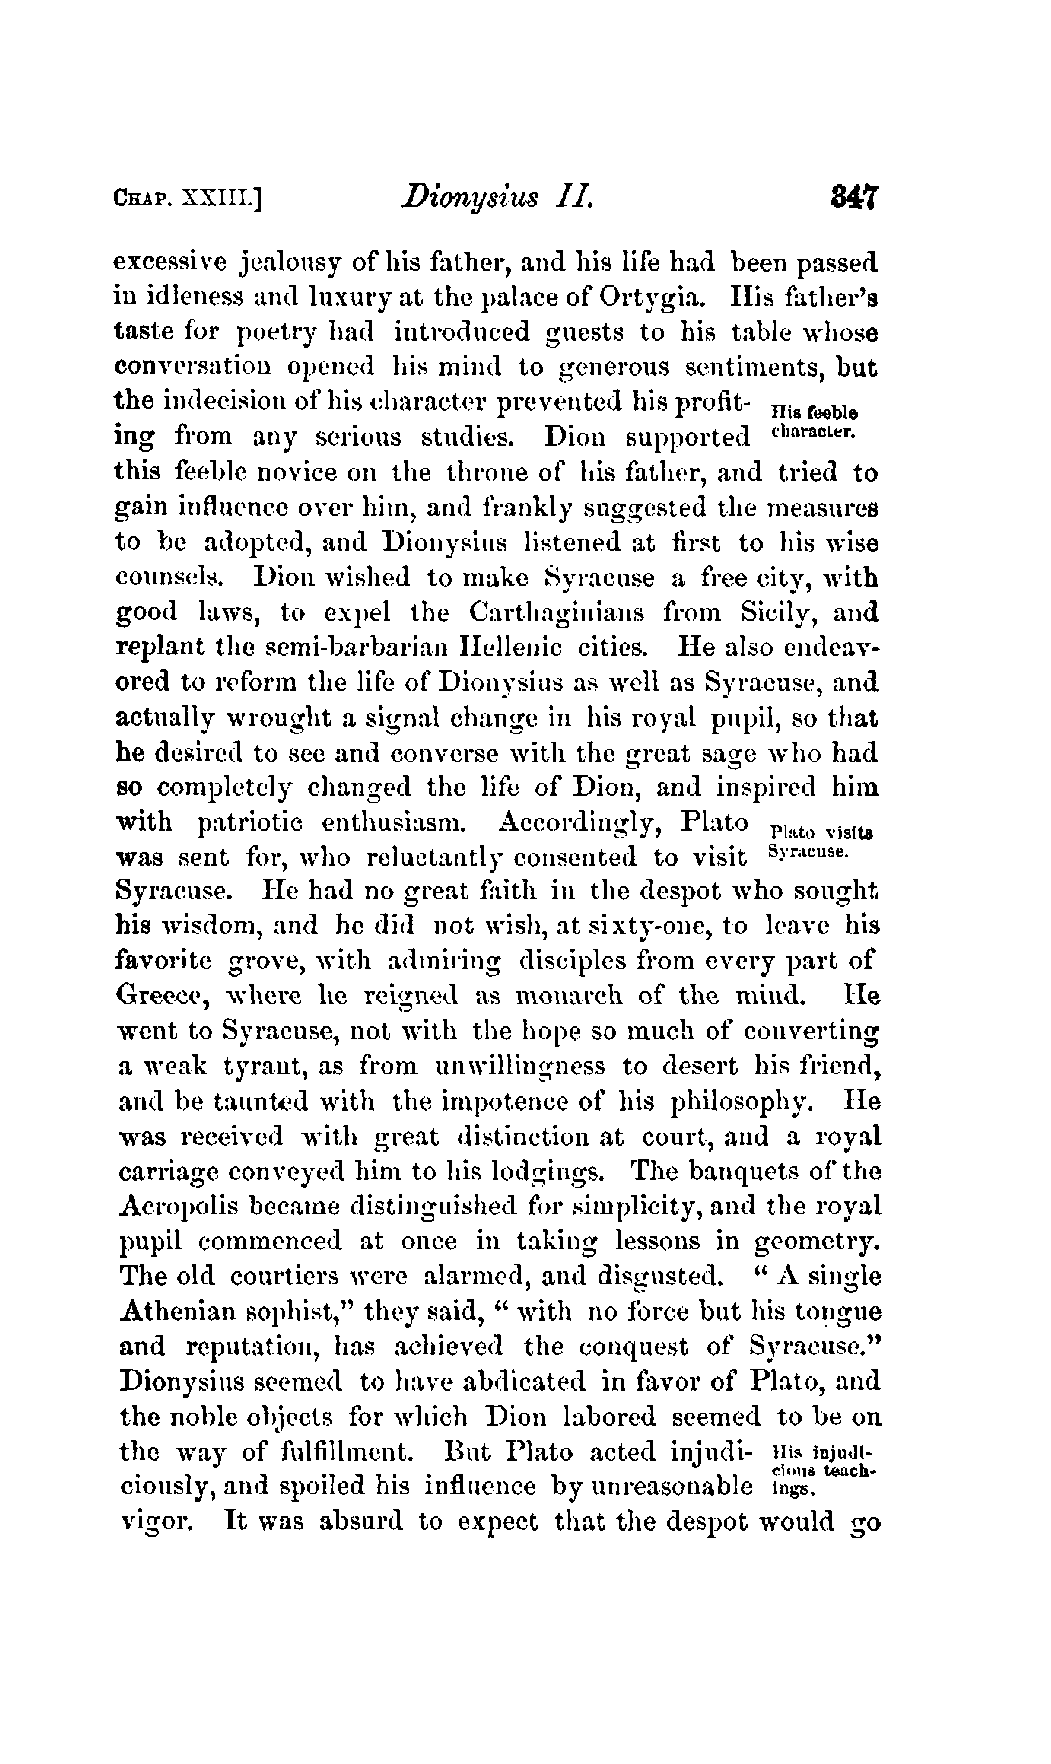 CHAP. XXIII.] Dionysius II. 347
excessive jealousy of his father, and his life had been passed
in idleness and luxury at the palace of Ortygia. His father's
taste for poetry had introduced guests to his table whose
conversation opened his mind to generous sentiments, but
the indecision of his character prevented his profit- His feeble
ing from any serious studies. Dion supported character.
this feeble novice on the throne of his father, and tried to
gain influence over him, and frankly suggested the measures
to be adopted, and Dionysius listened at first to his wise
counsels. Dion wished to make Syracuse a free city, with
good laws, to expel the Carthaginians from Sicily, and
replant the semi-barbarian Hellenic cities. He also endeav-
ored to reform the life of Dionysius as well as Syracuse, and
actually wrought a signal change in his royal pupil, so that
he desired to see and converse with the great sage who had
so completely changed the life of Dion, and inspired him
with patriotic enthusiasm. Accordingly, Plato Plato visits
was sent for, who reluctantly consented to visit Syracuse.
Syracuse. He had no great faith in the despot who sought
his wisdom, and he did not wish, at sixty-one, to leave his
favorite grove, with admiring disciples from every part of
Greece, where he reigned as monarch of the mind. He
went to Syracuse, not with the hope so much of converting
a weak tyrant, as from unwillingness to desert his friend,
and be taunted with the impotence of his philosophy. He
was received with great distinction at court, and a royal
carriage conveyed him to his lodgings. The banquets of the
Acropolis became distinguished for simplicity, and the royal
pupil commenced at once in taking lessons in geometry.
The old courtiers were alarmed, and disgusted. "A single
Athenian sophist," they said, "with no force but his tongue
and reputation, has achieved the conquest of Syracuse."
Dionysius seemed to have abdicated in favor of Plato, and
the noble objects for which Dion labored seemed to be on
the way of fulfillment. But Plato acted injudi- His injudi-
ciously, and spoiled his influence by unreasonable cious teach-
ings.
vigor. It was absurd to expect that the despot would go